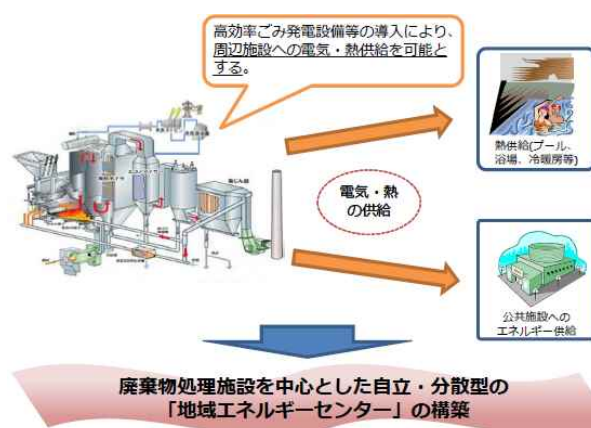 高効率ごみ発電設備等の導入により、
周辺施設への電気・熱供給を可能と
する。
熱供給(プール、
浴場、冷暖房等)
電気・熱
の供給
公共施設への
エネルギー供給
廃棄物処理施設を中心とした自立・分散型の
「地域エネルギーセンター」の構築